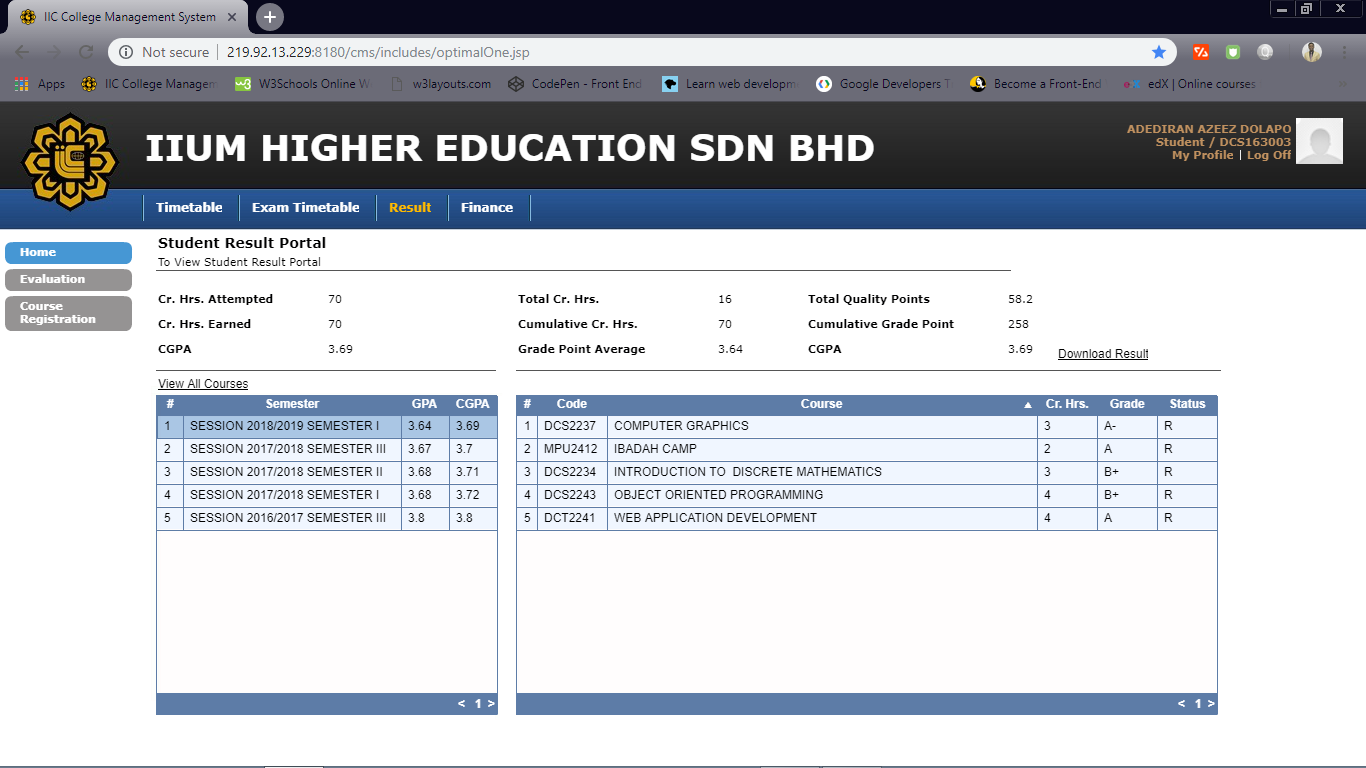 IIC College Management System
Not secure 219.92.13.229:8180/cms/includes/optimalOne.jsp
Apps IIC College Managem W3Schools Online W w3layouts.com CodePen - Front End Learn web developm Google Developers T Become a Front-End edX | Online courses
IIUM HIGHER EDUCATION SDN BHD
ADEDIRAN AZEEZ DOLAPO
Student / DCS163003
My Profile | Log Off
Timetable Exam Timetable Result Finance
Home
Evaluation
Course
Registration
Student Result Portal
To View Student Result Portal
Cr. Hrs. Attempted 70 Total Cr. Hrs. 16 Total Quality Points 58.2
Cr. Hrs. Earned 70 Cumulative Cr. Hrs. 70 Cumulative Grade Point 258
CGPA 3.69 Grade Point Average 3.64 CGPA 3.69 Download Result
View All Courses
# Semester GPA CGPA
1 SESSION 2018/2019 SEMESTER I 3.64 3.69
2 SESSION 2017/2018 SEMESTER III 3.67 3.7
3 SESSION 2017/2018 SEMESTER II 3.68 3.71
4 SESSION 2017/2018 SEMESTER I 3.68 3.72
5 SESSION 2016/2017 SEMESTER III 3.8 3.8
< 1 >
# Code Course Cr. Hrs. Grade Status
1 DCS2237 COMPUTER GRAPHICS 3 A- R
2 MPU2412 IBADAH CAMP 2 A R
3 DCS2234 INTRODUCTION TO DISCRETE MATHEMATICS 3 B+ R
4 DCS2243 OBJECT ORIENTED PROGRAMMING 4 B+ R
5 DCT2241 WEB APPLICATION DEVELOPMENT 4 A R
< 1 >